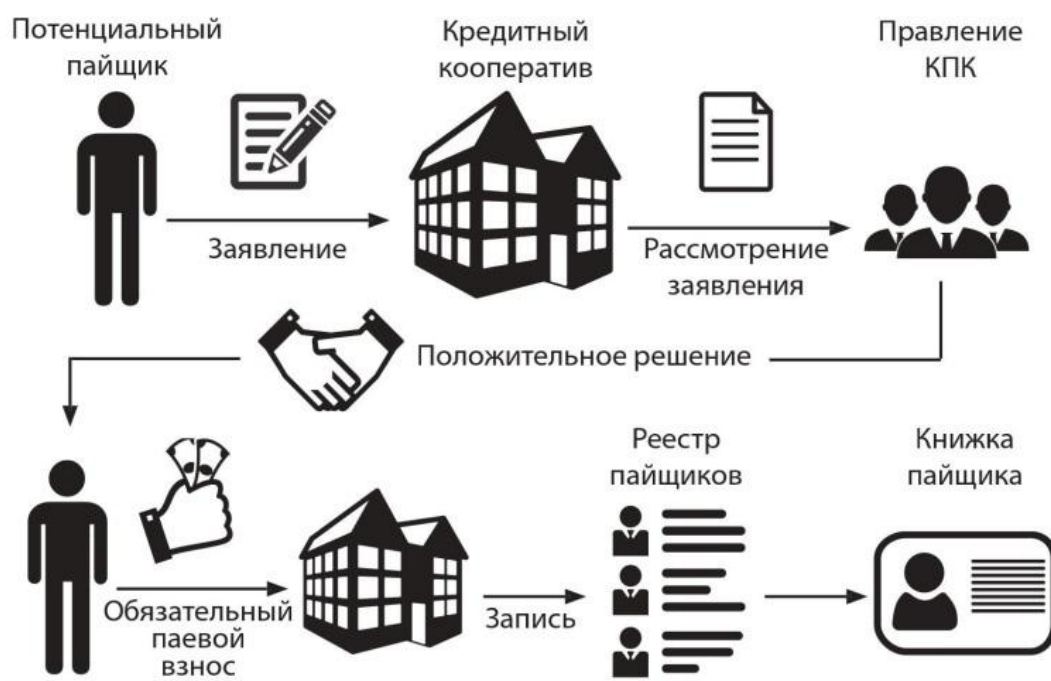 Потенциальный
пайщик
Кредитный
кооператив
Правление
КПК
Заявление
Рассмотрение
заявления
Положительное решение
Реестр
пайщиков
Книжка
пайщика
Обязательный
паевой
взнос
Запись